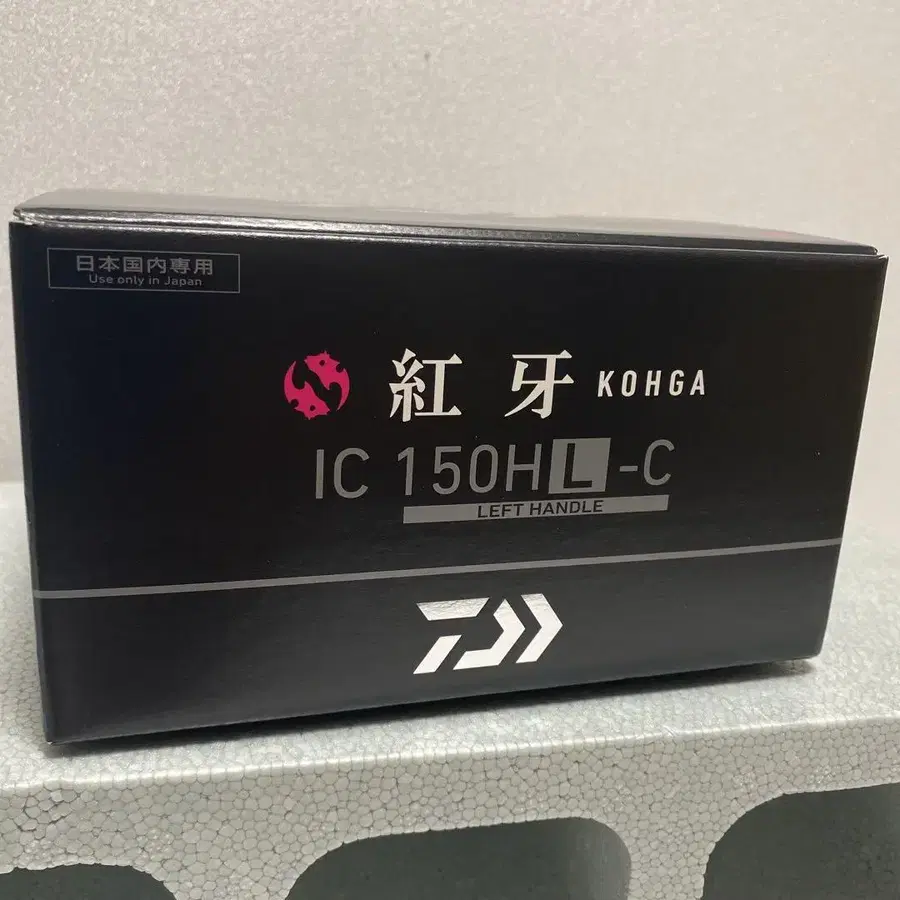 日本国内専用
Use only in Japan
紅牙 KOHGA
IC 150HL-C
LEFT HANDLE